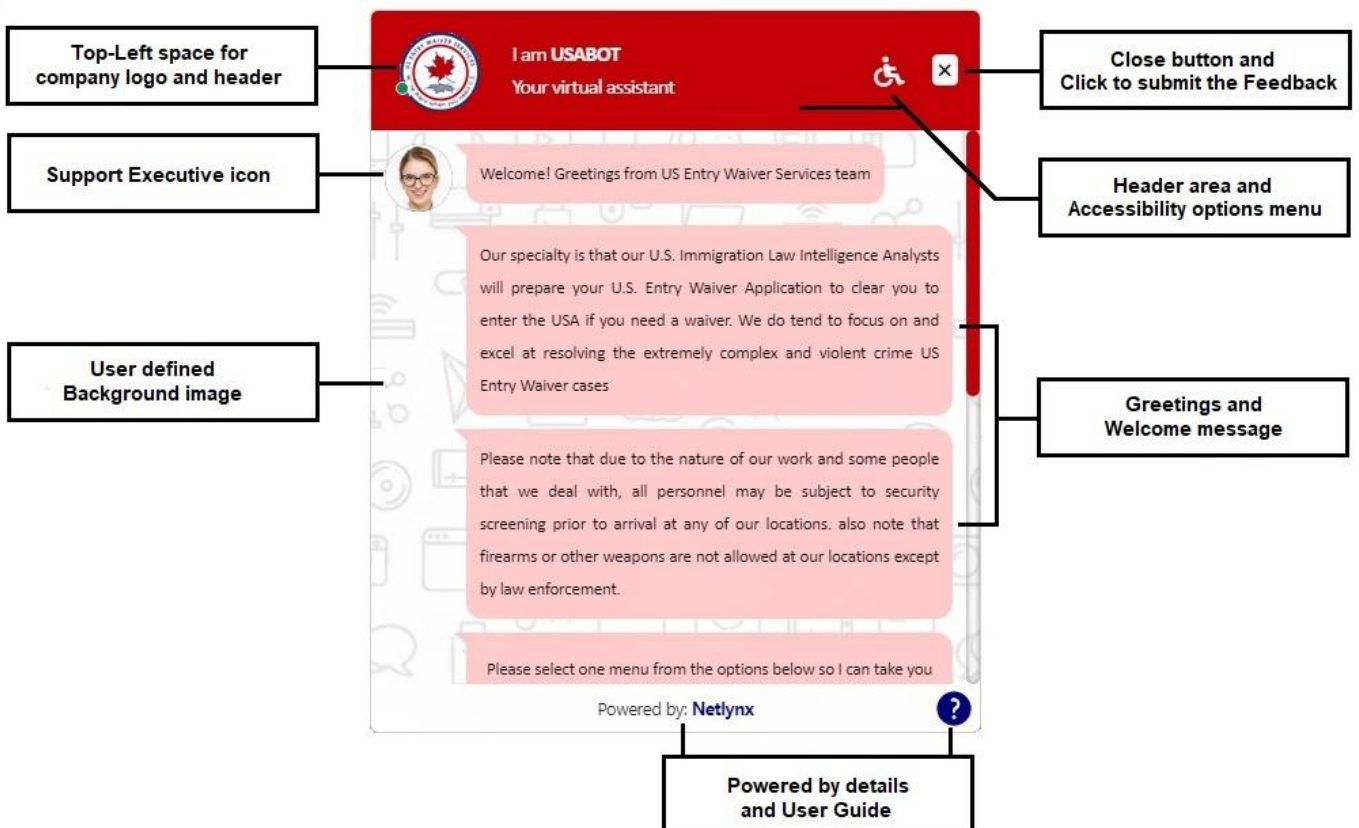 Top-Left space for
company logo and header
US ENTRY WAIVER SERVICES
I am USABOT
Your virtual assistant
Close button and
Click to submit the Feedback
Support Executive icon
Welcome! Greetings from US Entry Waiver Services team
Header area and
Accessibility options menu
Our specialty is that our U.S. Immigration Law Intelligence Analysts
will prepare your U.S. Entry Waiver Application to clear you to
enter the USA if you need a waiver. We do tend to focus on and
excel at resolving the extremely complex and violent crime US
Entry Waiver cases
User defined
Background image
Greetings and
Welcome message
Please note that due to the nature of our work and some people
that we deal with, all personnel may be subject to security
screening prior to arrival at any of our locations. also note that
firearms or other weapons are not allowed at our locations except
by law enforcement.
Please select one menu from the options below so I can take you
Powered by: Netlynx
?
Powered by details
and User Guide